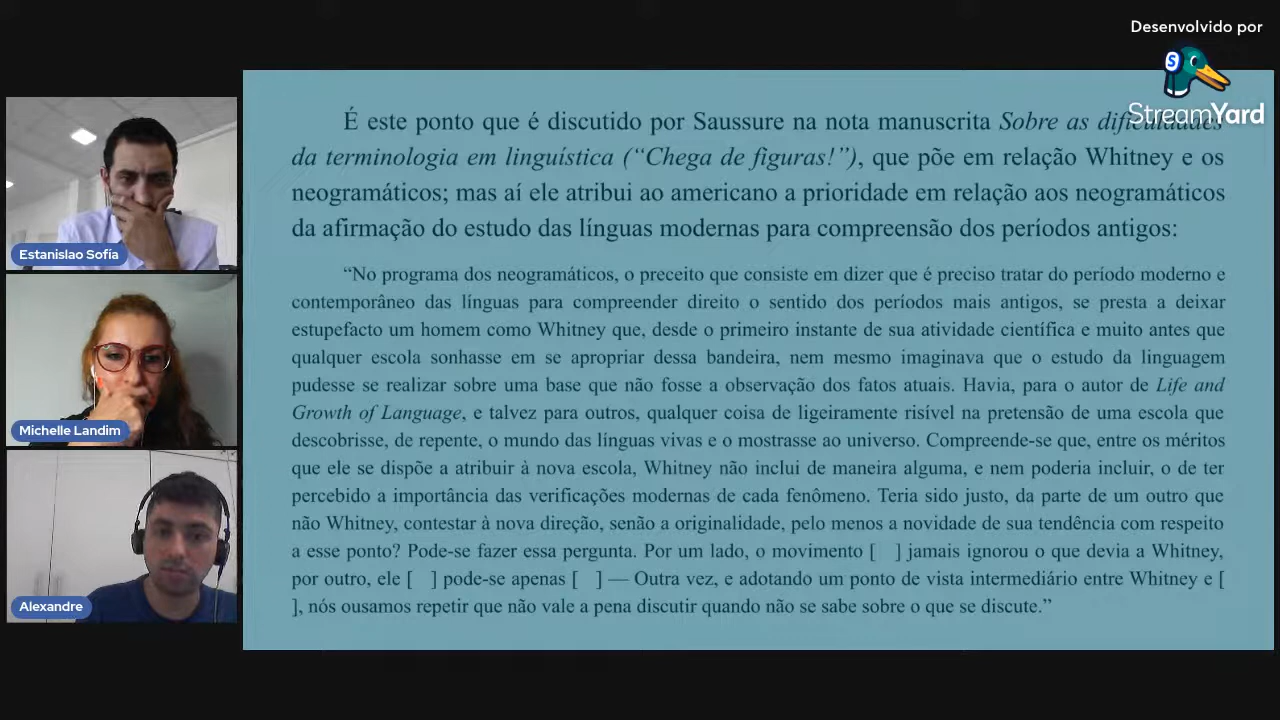 Desenvolvido por
StreamYard
É este ponto que é discutido por Saussure na nota manuscrita Sobre as dificuldades
da terminologia em linguística (“Chega de figuras!”), que põe em relação Whitney e os
neogramáticos; mas aí ele atribui ao americano a prioridade em relação aos neogramáticos
da afirmação do estudo das línguas modernas para compreensão dos períodos antigos:
“No programa dos neogramáticos, o preceito que consiste em dizer que é preciso tratar do período moderno e
contemporâneo das línguas para compreender direito o sentido dos períodos mais antigos, se presta a deixar
estupefacto um homem como Whitney que, desde o primeiro instante de sua atividade científica e muito antes que
qualquer escola sonhasse em se apropriar dessa bandeira, nem mesmo imaginava que o estudo da linguagem
pudesse se realizar sobre uma base que não fosse a observação dos fatos atuais. Havia, para o autor de Life and
Growth of Language, e talvez para outros, qualquer coisa de ligeiramente risível na pretensão de uma escola que
descobrisse, de repente, o mundo das línguas vivas e o mostrasse ao universo. Compreende-se que, entre os méritos
que ele se dispõe a atribuir à nova escola, Whitney não inclui de maneira alguma, e nem poderia incluir, o de ter
percebido a importância das verificações modernas de cada fenômeno. Teria sido justo, da parte de um outro que
não Whitney, contestar à nova direção, senão a originalidade, pelo menos a novidade de sua tendência com respeito
a esse ponto? Pode-se fazer essa pergunta. Por um lado, o movimento [   ] jamais ignorou o que devia a Whitney,
por outro, ele [   ] pode-se apenas [   ] — Outra vez, e adotando um ponto de vista intermediário entre Whitney e [
], nós ousamos repetir que não vale a pena discutir quando não se sabe sobre o que se discute.”
Estanislao Sofía
Michelle Landim
Alexandre